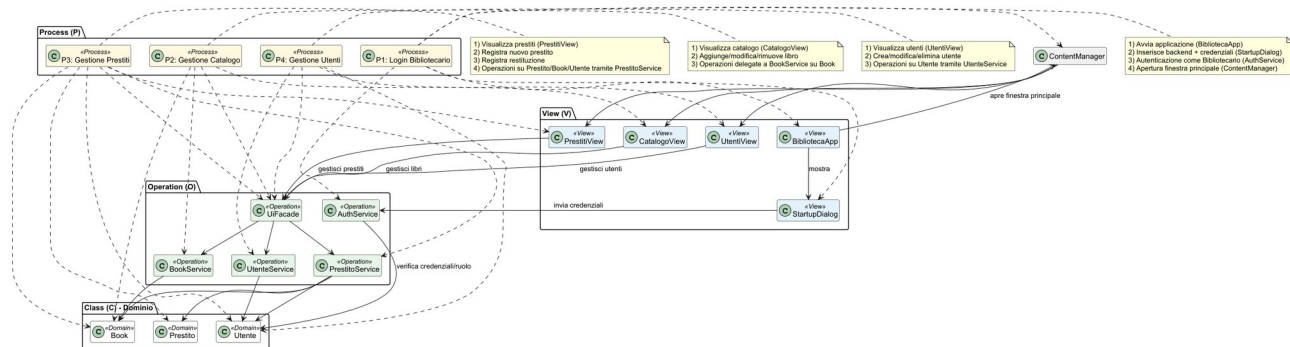 Process (P)
C «Process» P3: Gestione Prestiti
C «Process» P2: Gestione Catalogo
C «Process» P4: Gestione Utenti
C «Process» P1: Login Bibliotecario
1) Visualizza prestiti (PrestitiView)
2) Registra nuovo prestito
3) Registra restituzione
4) Operazioni su Prestito/Book/Utente tramite PrestitoService
1) Visualizza catalogo (CatalogoView)
2) Aggiunge/modifica/rimuove libro
3) Operazioni delegate a BookService su Book
1) Visualizza utenti (UtentiView)
2) Crea/modifica/elimina utente
3) Operazioni su Utente tramite UtenteService
C ContentManager
1) Avvia applicazione (BibliotecaApp)
2) Inserisce backend + credenziali (StartupDialog)
3) Autenticazione come Bibliotecario (AuthService)
4) Apertura finestra principale (ContentManager)
apre finestra principale
View (V)
C «View» PrestitiView
C «View» CatalogoView
C «View» UtentiView
C «View» BibliotecaApp
gestisci prestiti
gestisci libri
gestisci utenti
mostra
Operation (O)
C «Operation» UiFacade
C «Operation» AuthService
invia credenziali
C «View» StartupDialog
C «Operation» BookService
C «Operation» UtenteService
C «Operation» PrestitoService
verifica credenziali/ruolo
Class (C) - Dominio
C «Domain» Book
C «Domain» Prestito
C «Domain» Utente